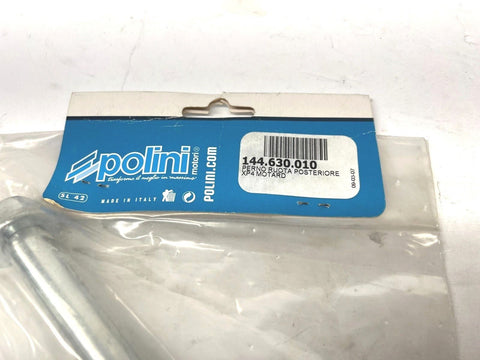 polini
motori®
Trasforma il meglio in massimo
SL 42
MADE IN ITALY
POLINI.COM
144.630.010
PERNO RUOTA POSTERIORE
XP4 MOTARD
09-03-07